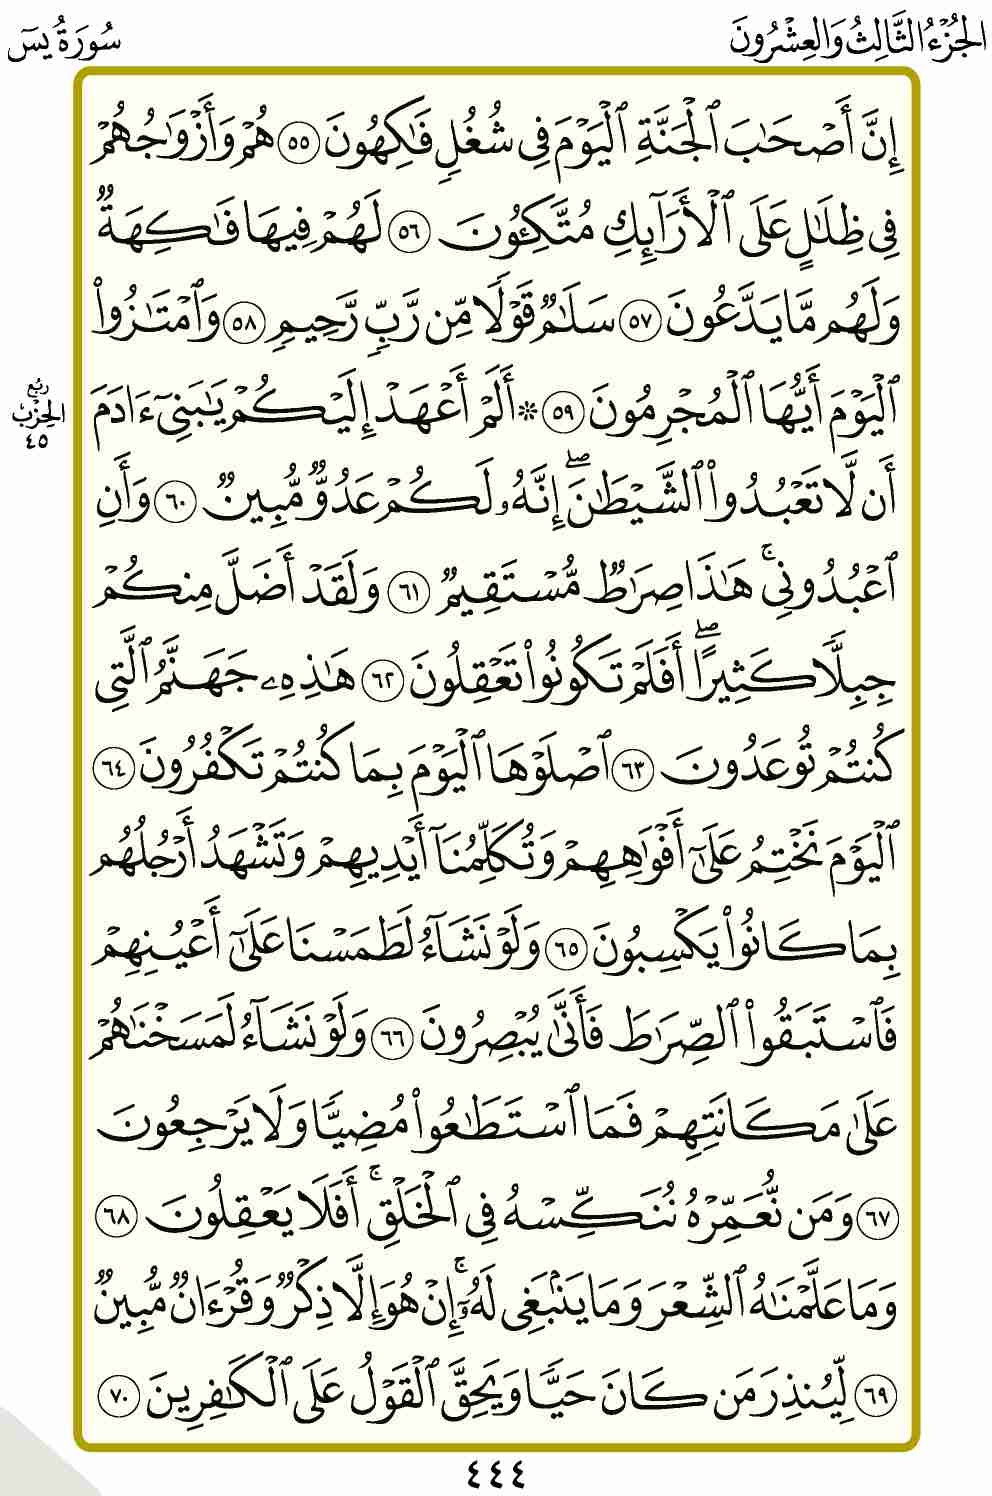 الجُزْءُ الثَّالِثُ وَالعِشْرُونَ
سُورَةُ يسٓ
إِنَّ أَصْحَٰبَ ٱلْجَنَّةِ ٱلْيَوْمَ فِى شُغُلٍ فَٰكِهُونَ ٥٥ هُمْ وَأَزْوَٰجُهُمْ
فِى ظِلَٰلٍ عَلَى ٱلْأَرَآئِكِ مُتَّكِـُٔونَ ٥٦ لَهُمْ فِيهَا فَٰكِهَةٌ
وَلَهُم مَّا يَدَّعُونَ ٥٧ سَلَٰمٌ قَوْلًا مِّن رَّبٍّ رَّحِيمٍ ٥٨ وَٱمْتَٰزُوا۟
ٱلْيَوْمَ أَيُّهَا ٱلْمُجْرِمُونَ ٥٩ ۞ أَلَمْ أَعْهَدْ إِلَيْكُمْ يَٰبَنِىٓ ءَادَمَ
رُبْع
الحِزْب
٤٥
أَن لَّا تَعْبُدُوا۟ ٱلشَّيْطَٰنَ ۖ إِنَّهُۥ لَكُمْ عَدُوٌّ مُّبِينٌ ٦٠ وَأَنِ
ٱعْبُدُونِى ۚ هَٰذَا صِرَٰطٌ مُّسْتَقِيمٌ ٦١ وَلَقَدْ أَضَلَّ مِنكُمْ
جِبِلًّا كَثِيرًا ۖ أَفَلَمْ تَكُونُوا۟ تَعْقِلُونَ ٦٢ هَٰذِهِۦ جَهَنَّمُ ٱلَّتِى
كُنتُمْ تُوعَدُونَ ٦٣ ٱصْلَوْهَا ٱلْيَوْمَ بِمَا كُنتُمْ تَكْفُرُونَ ٦٤
ٱلْيَوْمَ نَخْتِمُ عَلَىٰٓ أَفْوَٰهِهِمْ وَتُكَلِّمُنَآ أَيْدِيهِمْ وَتَشْهَدُ أَرْجُلُهُم
بِمَا كَانُوا۟ يَكْسِبُونَ ٦٥ وَلَوْ نَشَآءُ لَطَمَسْنَا عَلَىٰٓ أَعْيُنِهِمْ
فَٱسْتَبَقُوا۟ ٱلصِّرَٰطَ فَأَنَّىٰ يُبْصِرُونَ ٦٦ وَلَوْ نَشَآءُ لَمَسَخْنَٰهُمْ
عَلَىٰ مَكَانَتِهِمْ فَمَا ٱسْتَطَٰعُوا۟ مُضِيًّا وَلَا يَرْجِعُونَ
٦٧ وَمَن نُّعَمِّرْهُ نُنَكِّسْهُ فِى ٱلْخَلْقِ ۚ أَفَلَا يَعْقِلُونَ ٦٨
وَمَا عَلَّمْنَٰهُ ٱلشِّعْرَ وَمَا يَنۢبَغِى لَهُۥٓ ۚ إِنْ هُوَ إِلَّا ذِكْرٌ وَقُرْءَانٌ مُّبِينٌ
٦٩ لِّيُنذِرَ مَن كَانَ حَيًّا وَيَحِقَّ ٱلْقَوْلُ عَلَى ٱلْكَٰفِرِينَ ٧٠
٤٤٤